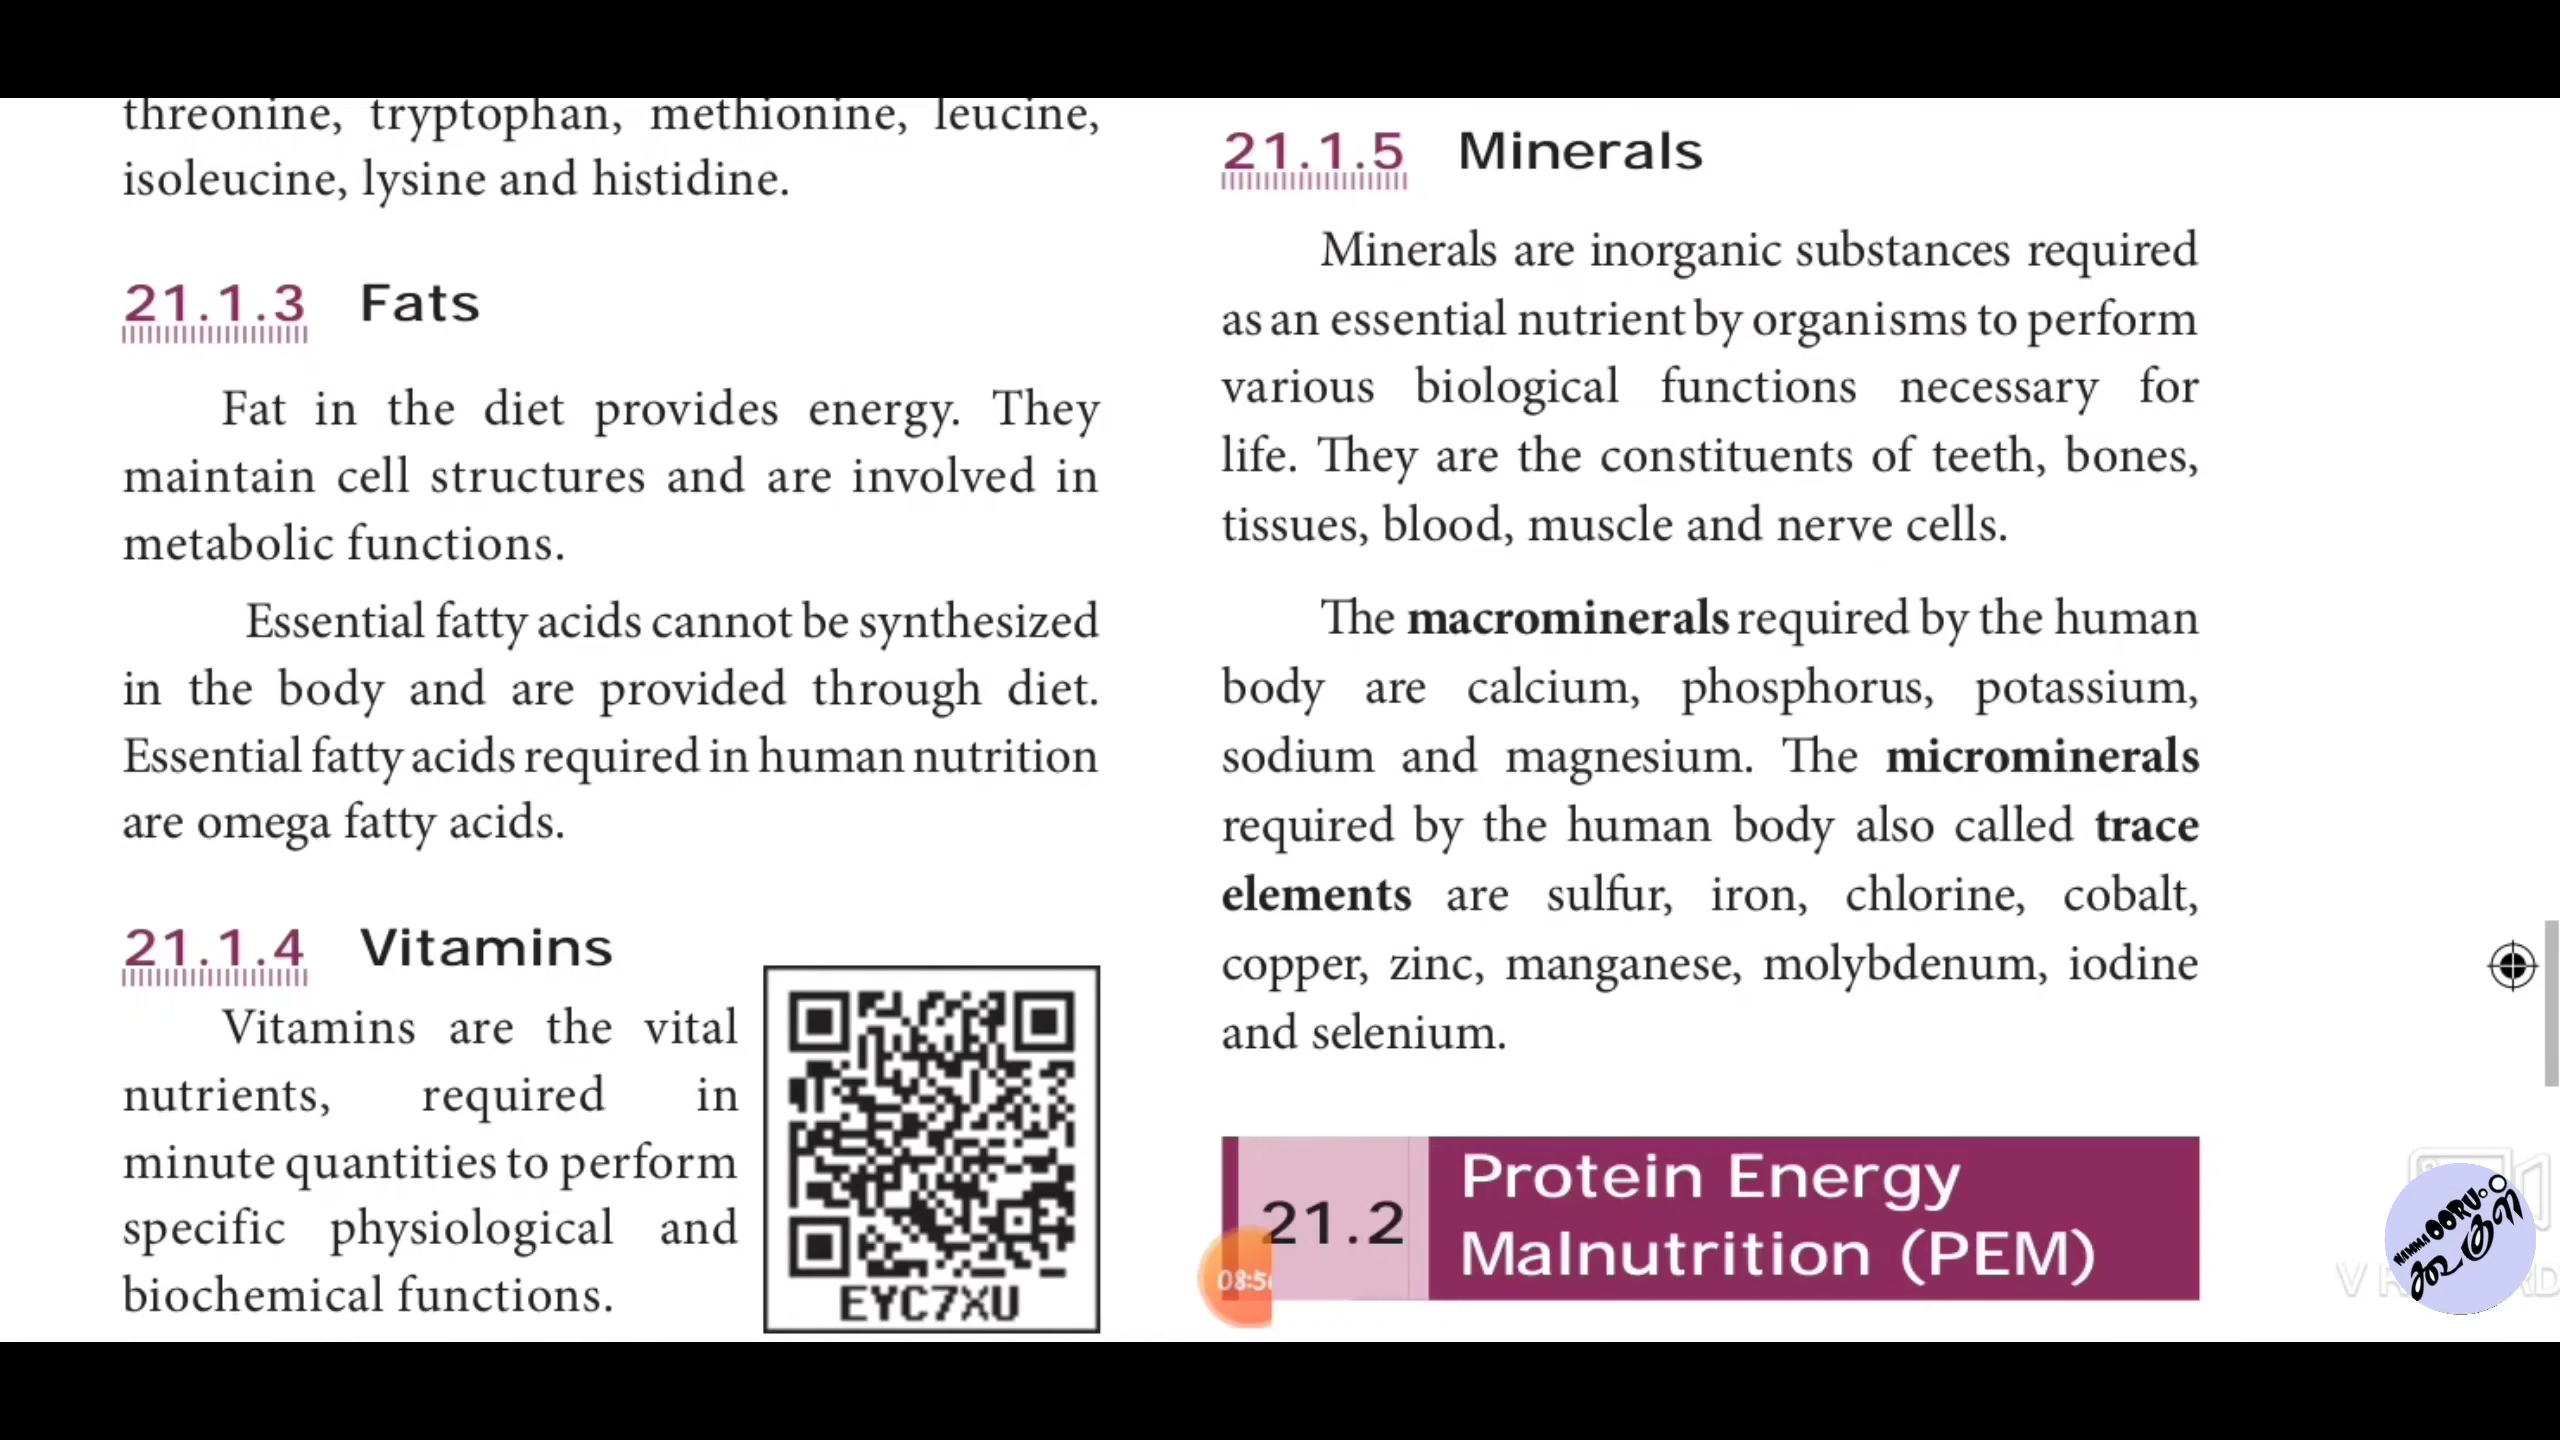 threonine, tryptophan, methionine, leucine,
isoleucine, lysine and histidine.
21.1.3 Fats
Fat in the diet provides energy. They
maintain cell structures and are involved in
metabolic functions.
Essential fatty acids cannot be synthesized
in the body and are provided through diet.
Essential fatty acids required in human nutrition
are omega fatty acids.
21.1.4 Vitamins
Vitamins are the vital
nutrients, required in
minute quantities to perform
specific physiological and
biochemical functions.
EYC7XU
21.1.5 Minerals
Minerals are inorganic substances required
as an essential nutrient by organisms to perform
various biological functions necessary for
life. They are the constituents of teeth, bones,
tissues, blood, muscle and nerve cells.
The macrominerals required by the human
body are calcium, phosphorus, potassium,
sodium and magnesium. The microminerals
required by the human body also called trace
elements are sulfur, iron, chlorine, cobalt,
copper, zinc, manganese, molybdenum, iodine
and selenium.
21.2 Protein Energy
Malnutrition (PEM)
NAMMA OORU